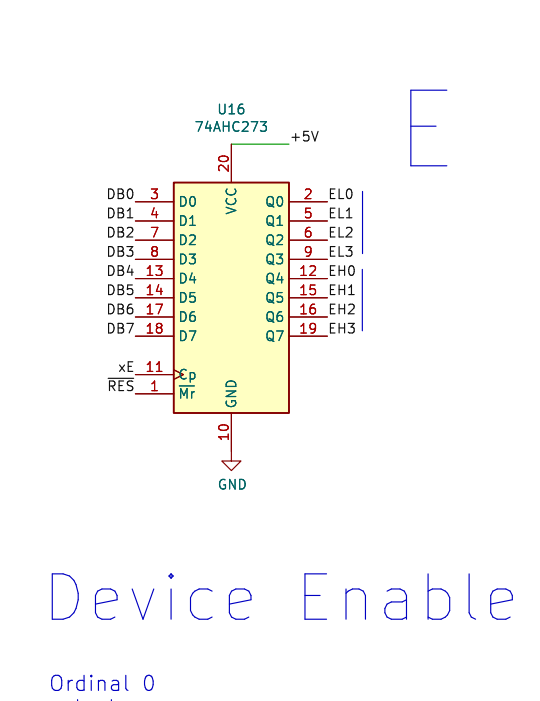 E
U16
74AHC273
+5V
20
VCC
DB0 3 D0 Q0 2 EL0
DB1 4 D1 Q1 5 EL1
DB2 7 D2 Q2 6 EL2
DB3 8 D3 Q3 9 EL3
DB4 13 D4 Q4 12 EH0
DB5 14 D5 Q5 15 EH1
DB6 17 D6 Q6 16 EH2
DB7 18 D7 Q7 19 EH3
xE 11 Cp
RES 1 Mr
GND
10
GND
Device Enable
Ordinal 0